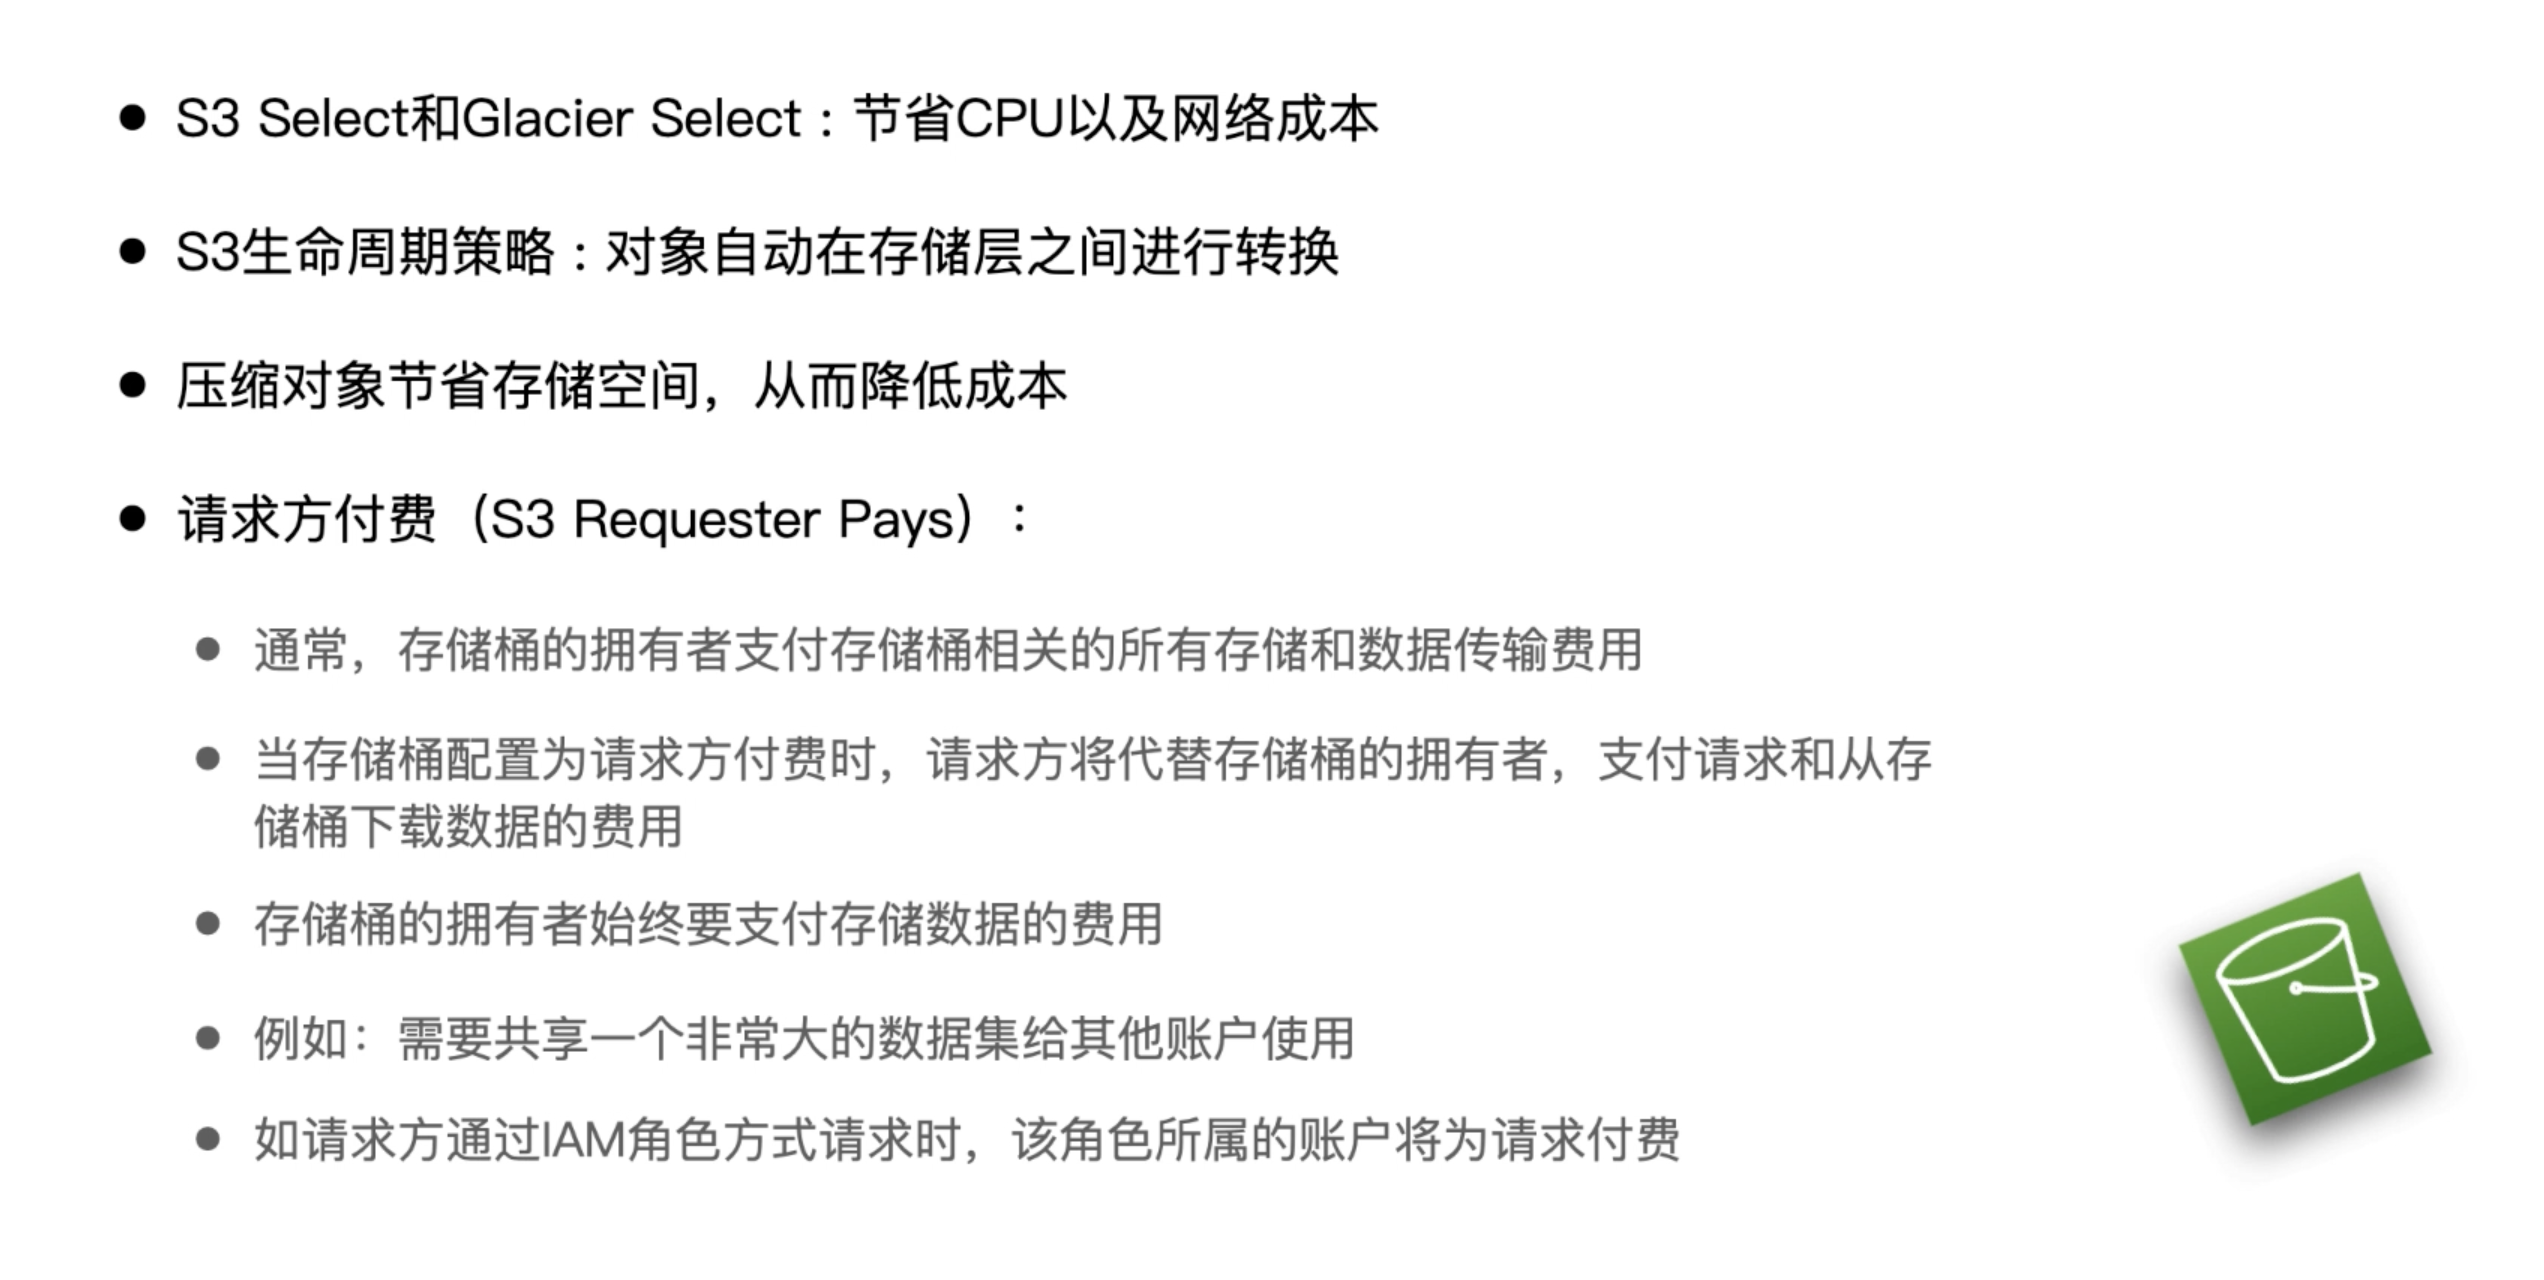 ● S3 Select和Glacier Select：节省CPU以及网络成本
● S3生命周期策略：对象自动在存储层之间进行转换
● 压缩对象节省存储空间，从而降低成本
● 请求方付费（S3 Requester Pays）：
● 通常，存储桶的拥有者支付存储桶相关的所有存储和数据传输费用
● 当存储桶配置为请求方付费时，请求方将代替存储桶的拥有者，支付请求和从存
储桶下载数据的费用
● 存储桶的拥有者始终要支付存储数据的费用
● 例如：需要共享一个非常大的数据集给其他账户使用
● 如请求方通过IAM角色方式请求时，该角色所属的账户将为请求付费